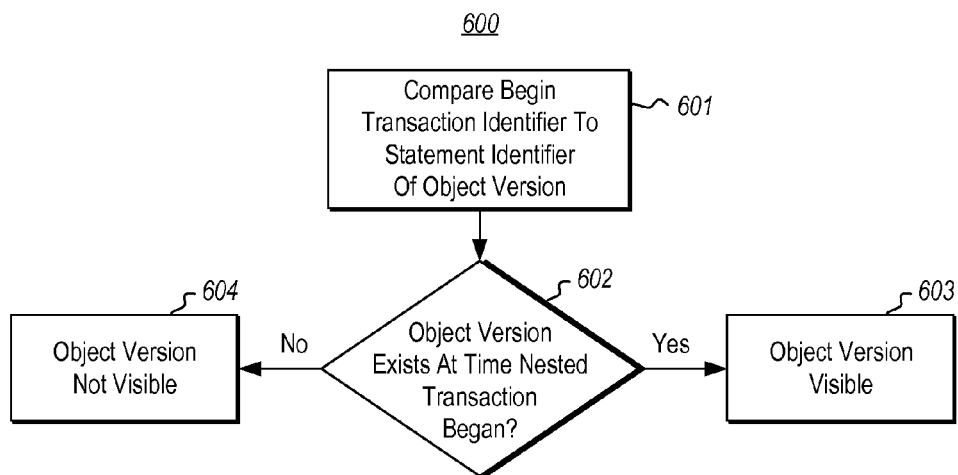 600
Compare Begin
Transaction Identifier To
Statement Identifier
Of Object Version
601
602
Object Version
Exists At Time Nested
Transaction
Began?
No
Yes
604
Object Version
Not Visible
603
Object Version
Visible